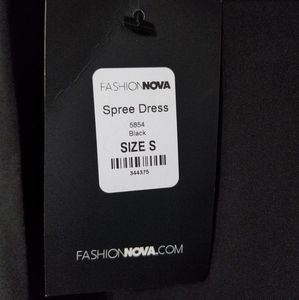 FASHIONNOVA
Spree Dress
5854
Black
SIZE S
344375
FASHIONNOVA.COM